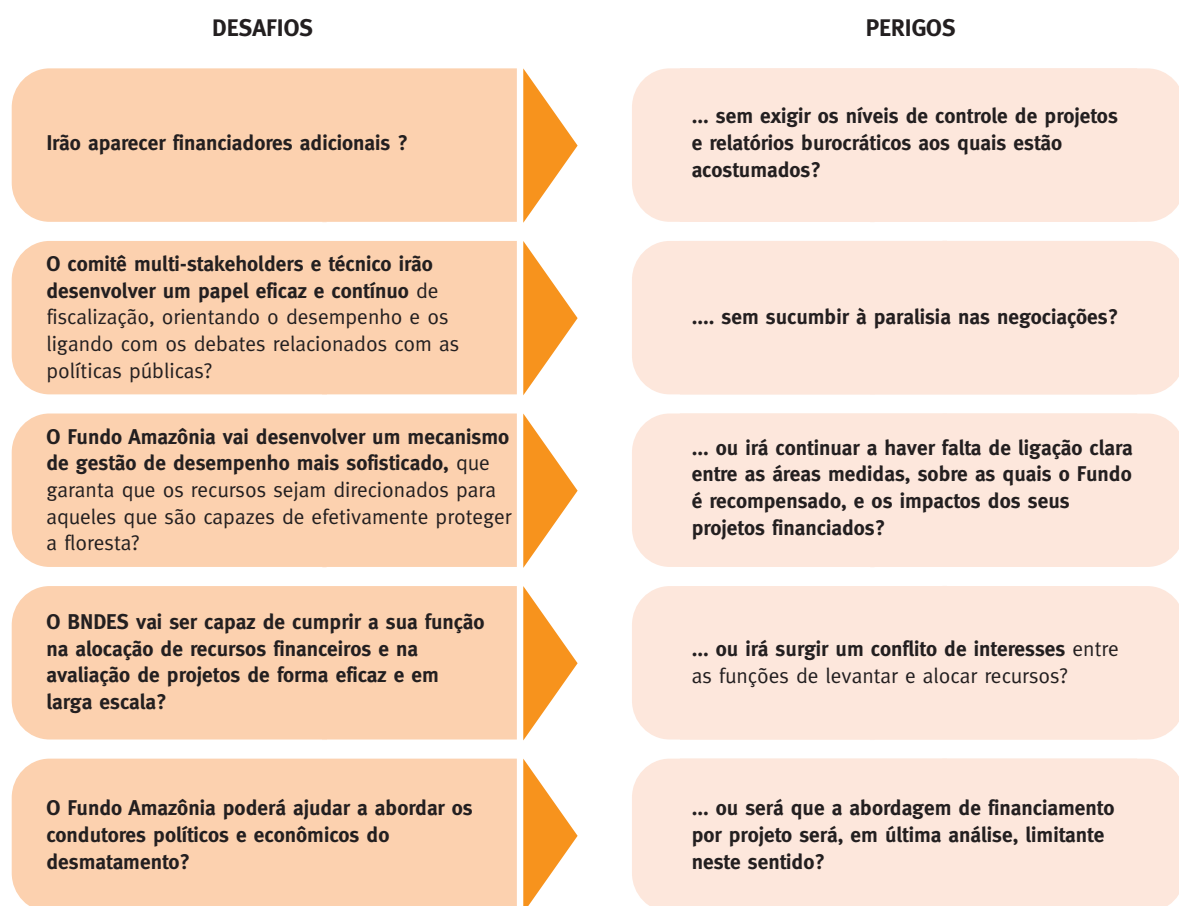 DESAFIOS
PERIGOS
Irão aparecer financiadores adicionais ?
... sem exigir os níveis de controle de projetos
e relatórios burocráticos aos quais estão
acostumados?
O comitê multi-stakeholders e técnico irão
desenvolver um papel eficaz e contínuo de
fiscalização, orientando o desempenho e os
ligando com os debates relacionados com as
políticas públicas?
.... sem sucumbir à paralisia nas negociações?
O Fundo Amazônia vai desenvolver um mecanismo
de gestão de desempenho mais sofisticado, que
garanta que os recursos sejam direcionados para
aqueles que são capazes de efetivamente proteger
a floresta?
... ou irá continuar a haver falta de ligação clara
entre as áreas medidas, sobre as quais o Fundo
é recompensado, e os impactos dos seus
projetos financiados?
O BNDES vai ser capaz de cumprir a sua função
na alocação de recursos financeiros e na
avaliação de projetos de forma eficaz e em
larga escala?
... ou irá surgir um conflito de interesses entre
as funções de levantar e alocar recursos?
O Fundo Amazônia poderá ajudar a abordar os
condutores políticos e econômicos do
desmatamento?
... ou será que a abordagem de financiamento
por projeto será, em última análise, limitante
neste sentido?